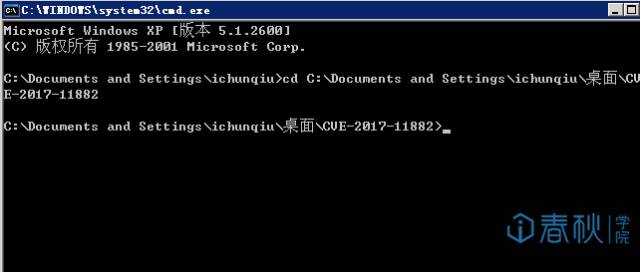 C:\WINDOWS\system32\cmd.exe
Microsoft Windows XP [版本 5.1.2600]
(C) 版权所有 1985-2001 Microsoft Corp.
C:\Documents and Settings\ichunqiu>cd C:\Documents and Settings\ichunqiu\桌面\CV
E-2017-11882
C:\Documents and Settings\ichunqiu\桌面\CVE-2017-11882>_
春秋学院